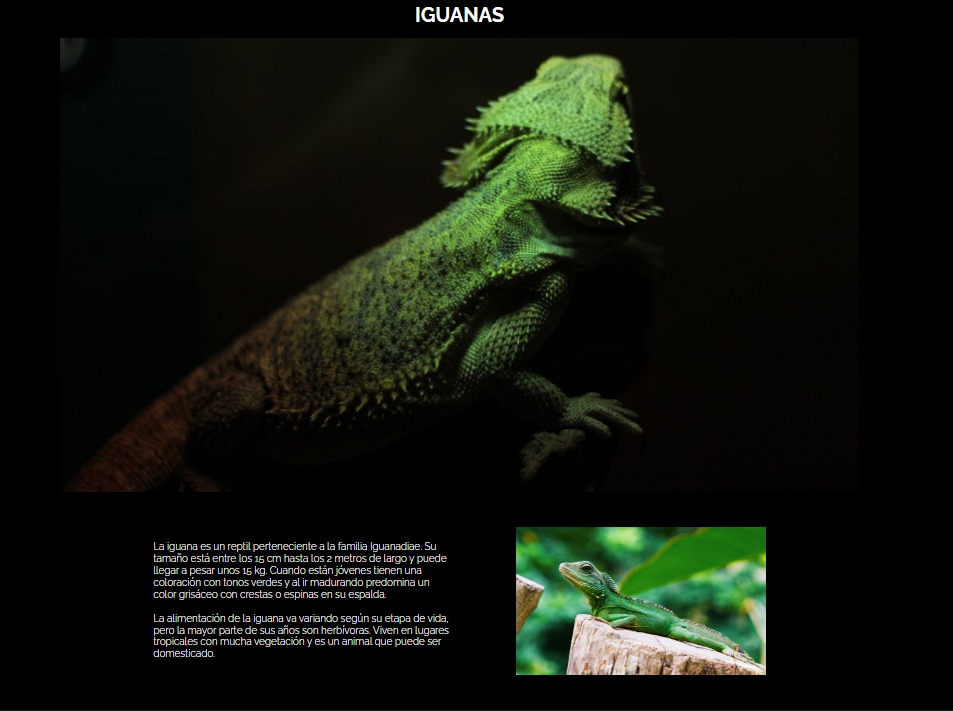 IGUANAS
La iguana es un reptil perteneciente a la familia Iguanadiae. Su
tamaño está entre los 15 cm hasta los 2 metros de largo y puede
llegar a pesar unos 15 kg. Cuando están jóvenes tienen una
coloración con tonos verdes y al ir madurando predomina un
color grisáceo con crestas o espinas en su espalda.
La alimentación de la iguana va variando según su etapa de vida,
pero la mayor parte de sus años son herbívoras. Viven en lugares
tropicales con mucha vegetación y es un animal que puede ser
domesticado.